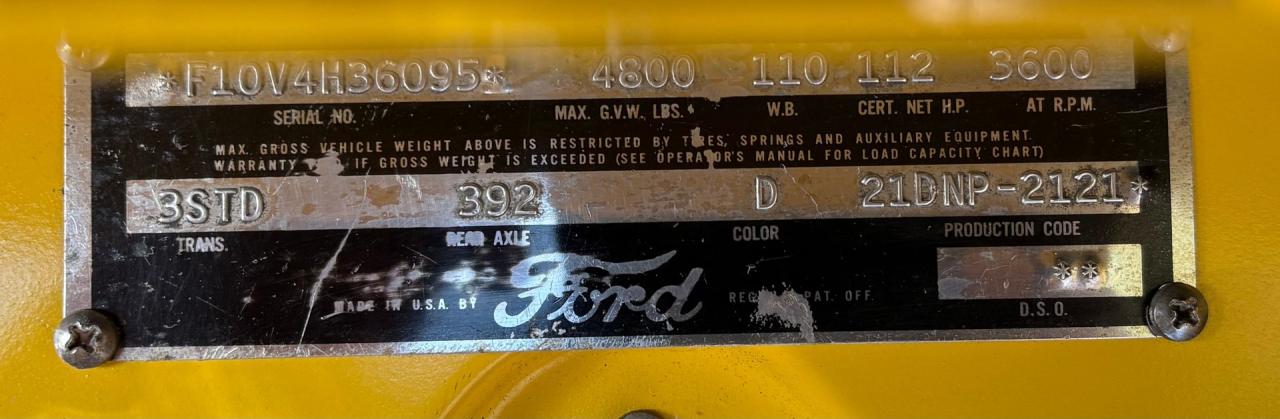 *F10V4H36095* 4800 110 112 3600
SERIAL NO. MAX. G.V.W. LBS. W.B. CERT. NET H.P. AT R.P.M.
MAX. GROSS VEHICLE WEIGHT ABOVE IS RESTRICTED BY TIRES, SPRINGS AND AUXILIARY EQUIPMENT.
WARRANTY IF GROSS WEIGHT IS EXCEEDED (SEE OPERATOR'S MANUAL FOR LOAD CAPACITY CHART)
3STD 392 D 21DNP-2121*
TRANS. REAR AXLE COLOR PRODUCTION CODE
**
MADE IN U.S.A. BY Ford PAT. OFF. D.S.O.